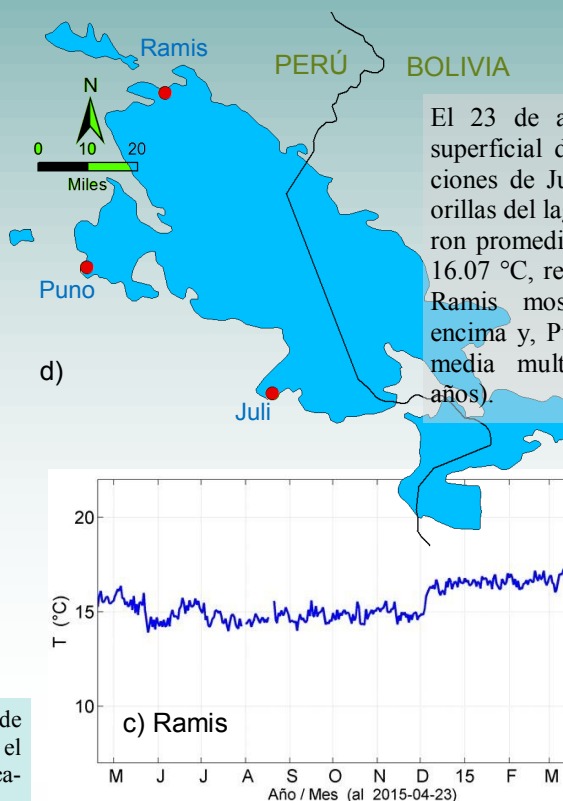 Ramis
PERÚ
BOLIVIA
N
0 10 20
Miles
Puno
d)
Juli
El 23 de a
superficial d
ciones de Ju
orillas del la
ron promedi
16.07 °C, re
Ramis mos
encima y, P
media mult
años).
20
15
10
T (°C)
c) Ramis
M J J A S O N D 15 F M
Año / Mes (al 2015-04-23)
de
el
ca-